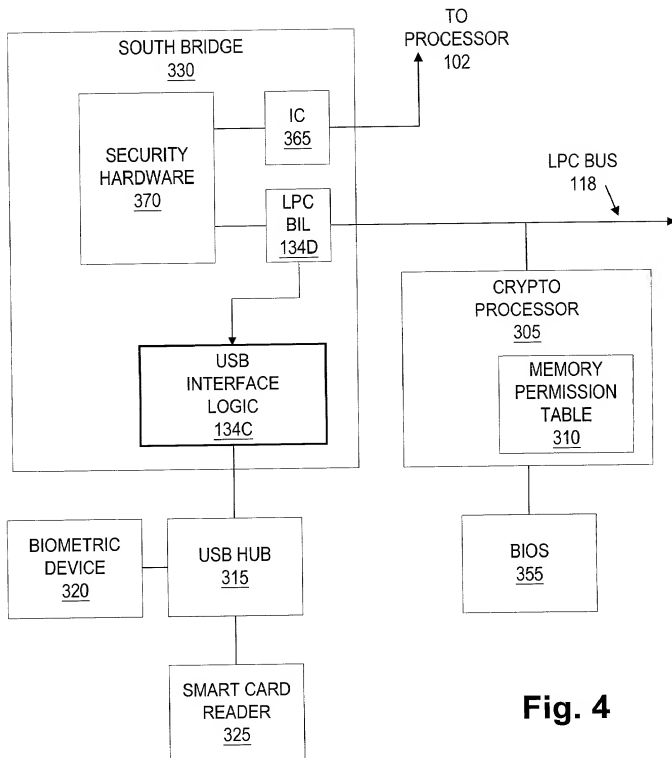 TO
PROCESSOR
102
SOUTH BRIDGE
330
IC
365
SECURITY
HARDWARE
370
LPC
BIL
134D
LPC BUS
118
CRYPTO
PROCESSOR
305
MEMORY
PERMISSION
TABLE
310
USB
INTERFACE
LOGIC
134C
BIOMETRIC
DEVICE
320
USB HUB
315
BIOS
355
SMART CARD
READER
325
Fig. 4